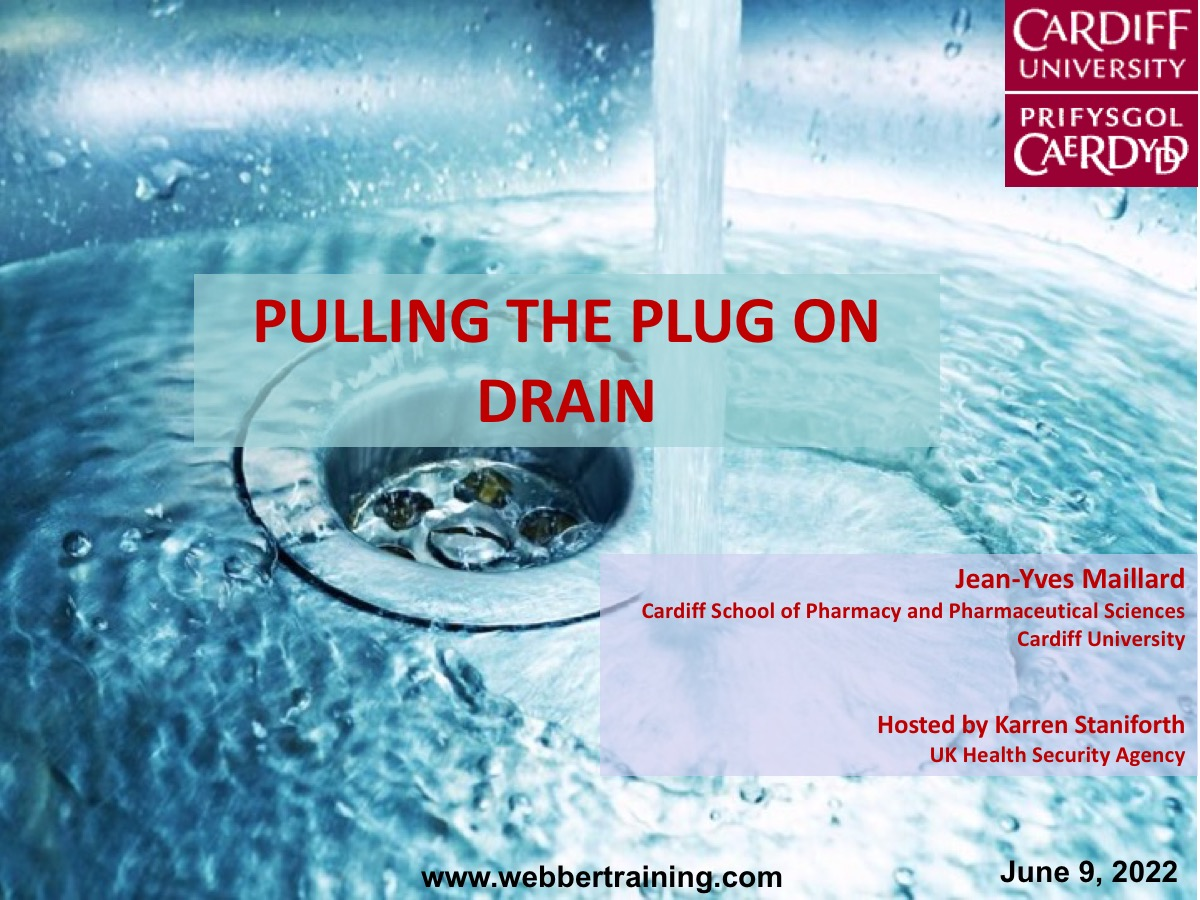 CARDIFF
UNIVERSITY
PRIFYSGOL
CAERDYDD
PULLING THE PLUG ON
DRAIN
Jean-Yves Maillard
Cardiff School of Pharmacy and Pharmaceutical Sciences
Cardiff University
Hosted by Karren Staniforth
UK Health Security Agency
www.webbertraining.com
June 9, 2022